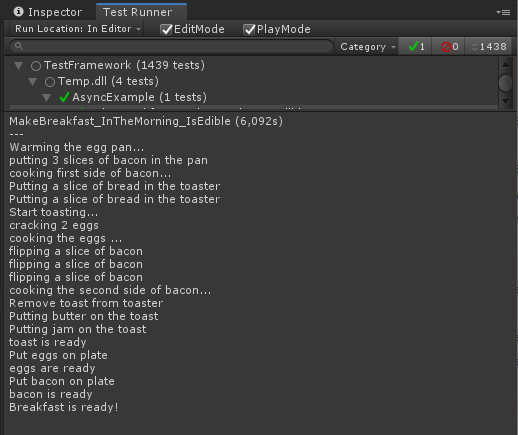 Inspector
Test Runner
Run Location: In Editor
EditMode
PlayMode
Category
1
0
1438
TestFramework (1439 tests)
Temp.dll (4 tests)
AsyncExample (1 tests)
MakeBreakfast_InTheMorning_IsEdible (6,092s)
---
Warming the egg pan...
putting 3 slices of bacon in the pan
cooking first side of bacon...
Putting a slice of bread in the toaster
Putting a slice of bread in the toaster
Start toasting...
cracking 2 eggs
cooking the eggs ...
flipping a slice of bacon
flipping a slice of bacon
flipping a slice of bacon
cooking the second side of bacon...
Remove toast from toaster
Putting butter on the toast
Putting jam on the toast
toast is ready
Put eggs on plate
eggs are ready
Put bacon on plate
bacon is ready
Breakfast is ready!